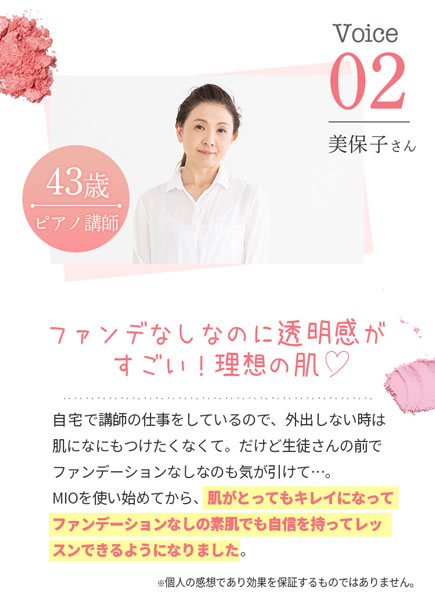 Voice
02
美保子さん
43歳
ピアノ講師
ファンデなしなのに透明感が
すごい！理想の肌♡
自宅で講師の仕事をしているので、外出しない時は
肌になにもつけたくなくて。だけど生徒さんの前で
ファンデーションなしなのも気が引けて…。
MIOを使い始めてから、肌がとってもキレイになって
ファンデーションなしの素肌でも自信を持ってレッ
スンできるようになりました。
※個人の感想であり効果を保証するものではありません。